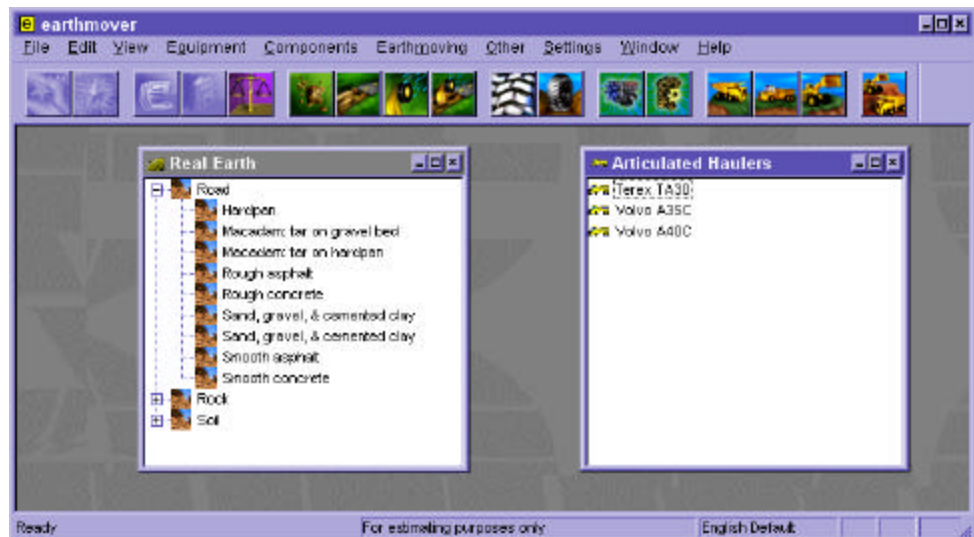 earthmover
File Edit View Equipment Components Earthmoving Other Settings Window Help
Real Earth
Road
Hardpan
Macadam: tar on gravel bed
Macadam: tar on hardpan
Rough asphalt
Rough concrete
Sand, gravel, & cemented clay
Sand, gravel, & cemented clay
Smooth asphalt
Smooth concrete
Rock
Soil
Articulated Haulers
Terex TA30
Volvo A35C
Volvo A40C
Ready For estimating purposes only English Default